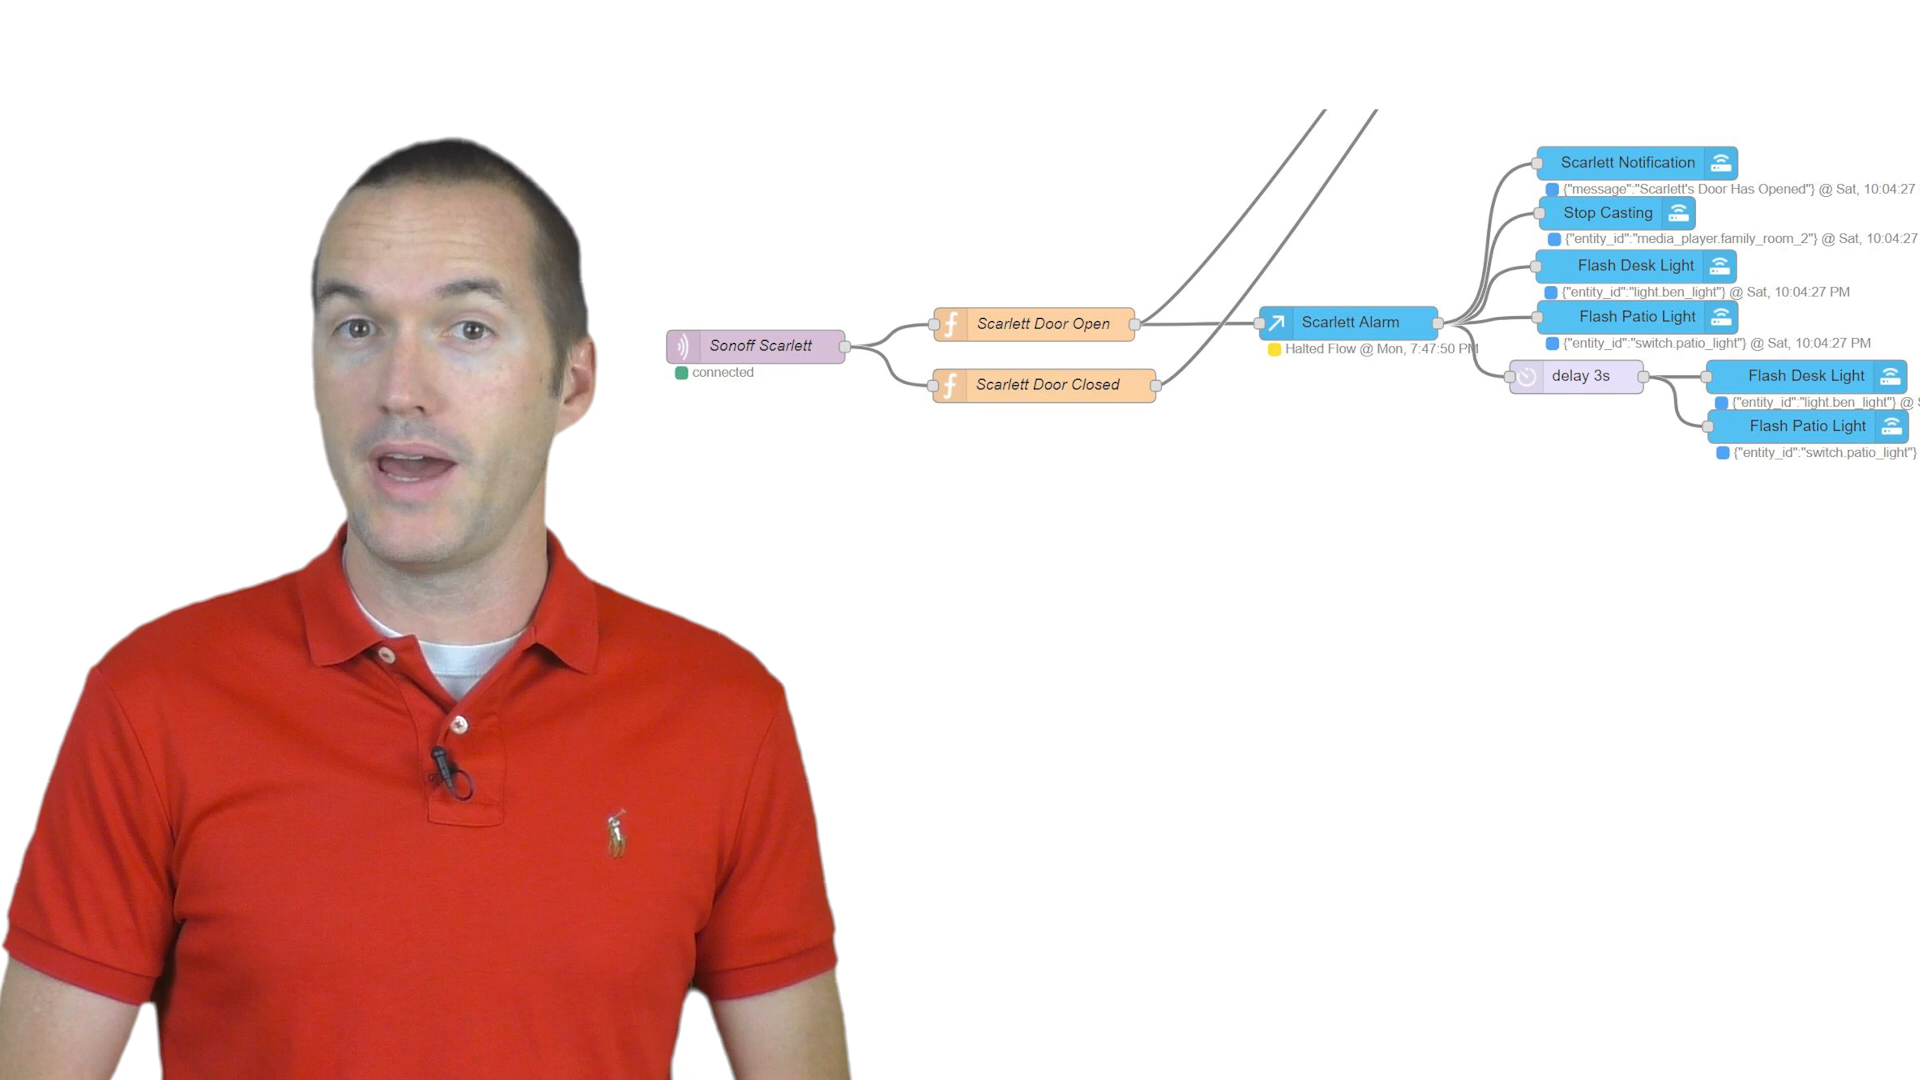 Sonoff Scarlett
connected
Scarlett Door Open
Scarlett Door Closed
Scarlett Alarm
Halted Flow @ Mon, 7:47:50 PM
Scarlett Notification
{"message":"Scarlett's Door Has Opened"} @ Sat, 10:04:27
Stop Casting
{"entity_id":"media_player.family_room_2"} @ Sat, 10:04:27
Flash Desk Light
{"entity_id":"light.ben_light"} @ Sat, 10:04:27 PM
Flash Patio Light
{"entity_id":"switch.patio_light"} @ Sat, 10:04:27 PM
delay 3s
Flash Desk Light
{"entity_id":"light.ben_light"} @
Flash Patio Light
{"entity_id":"switch.patio_light"}